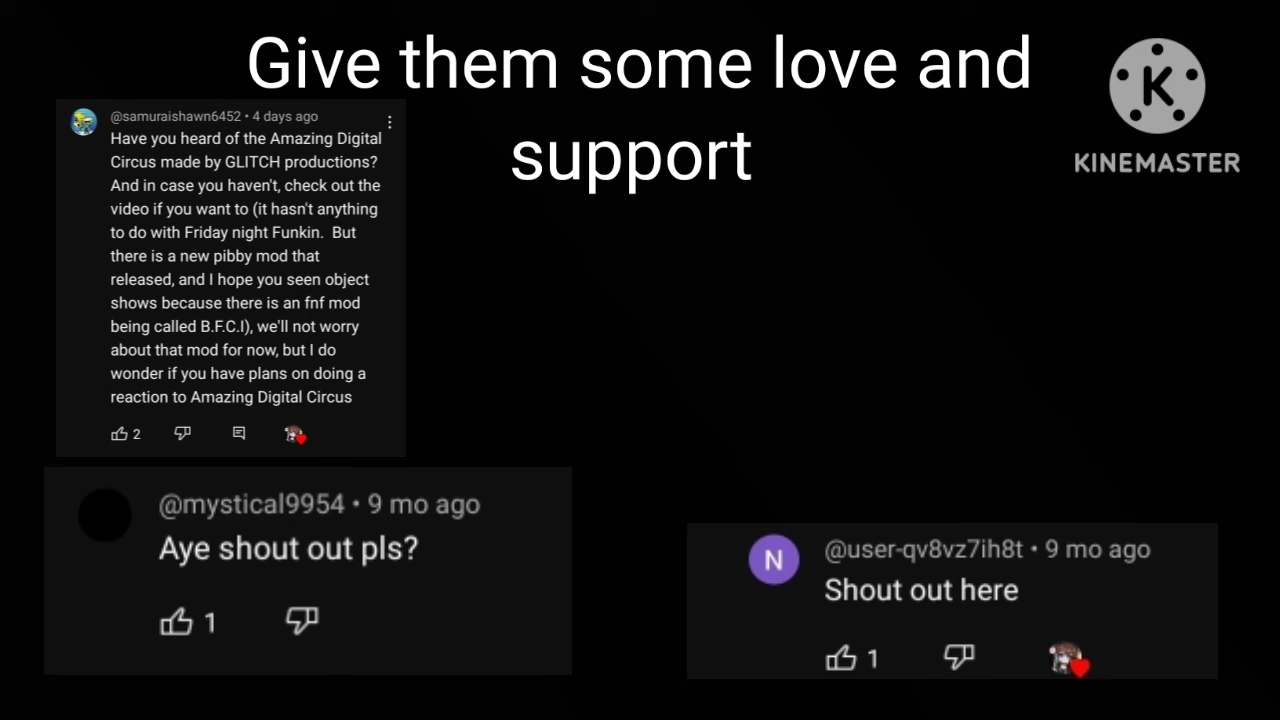 Give them some love and
support
K
KINEMASTER
@samuraishawn6452 • 4 days ago
Have you heard of the Amazing Digital
Circus made by GLITCH productions?
And in case you haven't, check out the
video if you want to (it hasn't anything
to do with Friday night Funkin.  But
there is a new pibby mod that
released, and I hope you seen object
shows because there is an fnf mod
being called B.F.C.I), we'll not worry
about that mod for now, but I do
wonder if you have plans on doing a
reaction to Amazing Digital Circus
2
@mystical9954 • 9 mo ago
Aye shout out pls?
1
N
@user-qv8vz7ih8t • 9 mo ago
Shout out here
1